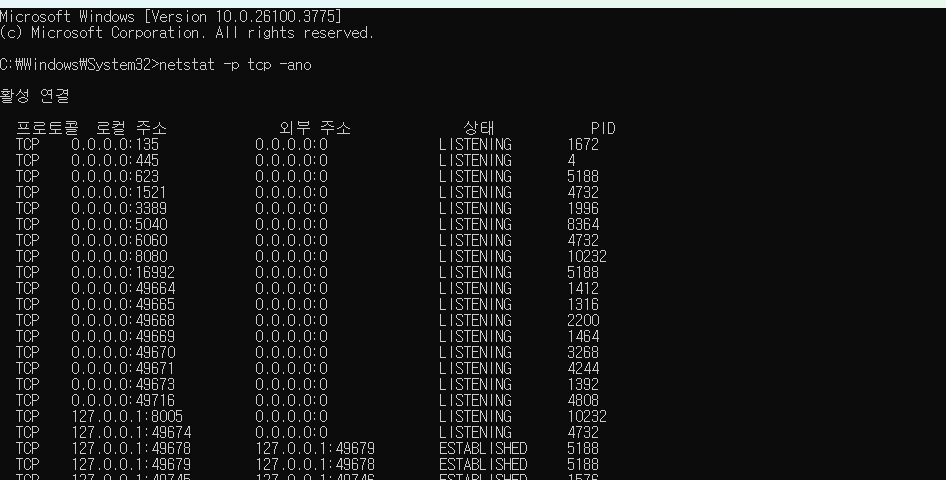 Microsoft Windows [Version 10.0.26100.3775]
(c) Microsoft Corporation. All rights reserved.
C:₩Windows₩System32>netstat -p tcp -ano
활성 연결
프로토콜 로컬 주소 외부 주소 상태 PID
TCP 0.0.0.0:135 0.0.0.0:0 LISTENING 1672
TCP 0.0.0.0:445 0.0.0.0:0 LISTENING 4
TCP 0.0.0.0:623 0.0.0.0:0 LISTENING 5188
TCP 0.0.0.0:1521 0.0.0.0:0 LISTENING 4732
TCP 0.0.0.0:3389 0.0.0.0:0 LISTENING 1996
TCP 0.0.0.0:5040 0.0.0.0:0 LISTENING 8364
TCP 0.0.0.0:6060 0.0.0.0:0 LISTENING 4732
TCP 0.0.0.0:8080 0.0.0.0:0 LISTENING 10232
TCP 0.0.0.0:16992 0.0.0.0:0 LISTENING 5188
TCP 0.0.0.0:49664 0.0.0.0:0 LISTENING 1412
TCP 0.0.0.0:49665 0.0.0.0:0 LISTENING 1316
TCP 0.0.0.0:49668 0.0.0.0:0 LISTENING 2200
TCP 0.0.0.0:49669 0.0.0.0:0 LISTENING 1464
TCP 0.0.0.0:49670 0.0.0.0:0 LISTENING 3268
TCP 0.0.0.0:49671 0.0.0.0:0 LISTENING 4244
TCP 0.0.0.0:49673 0.0.0.0:0 LISTENING 1392
TCP 0.0.0.0:49716 0.0.0.0:0 LISTENING 4808
TCP 127.0.0.1:8005 0.0.0.0:0 LISTENING 10232
TCP 127.0.0.1:49674 0.0.0.0:0 LISTENING 4732
TCP 127.0.0.1:49678 127.0.0.1:49679 ESTABLISHED 5188
TCP 127.0.0.1:49679 127.0.0.1:49678 ESTABLISHED 5188
TCP ESTABLISHED